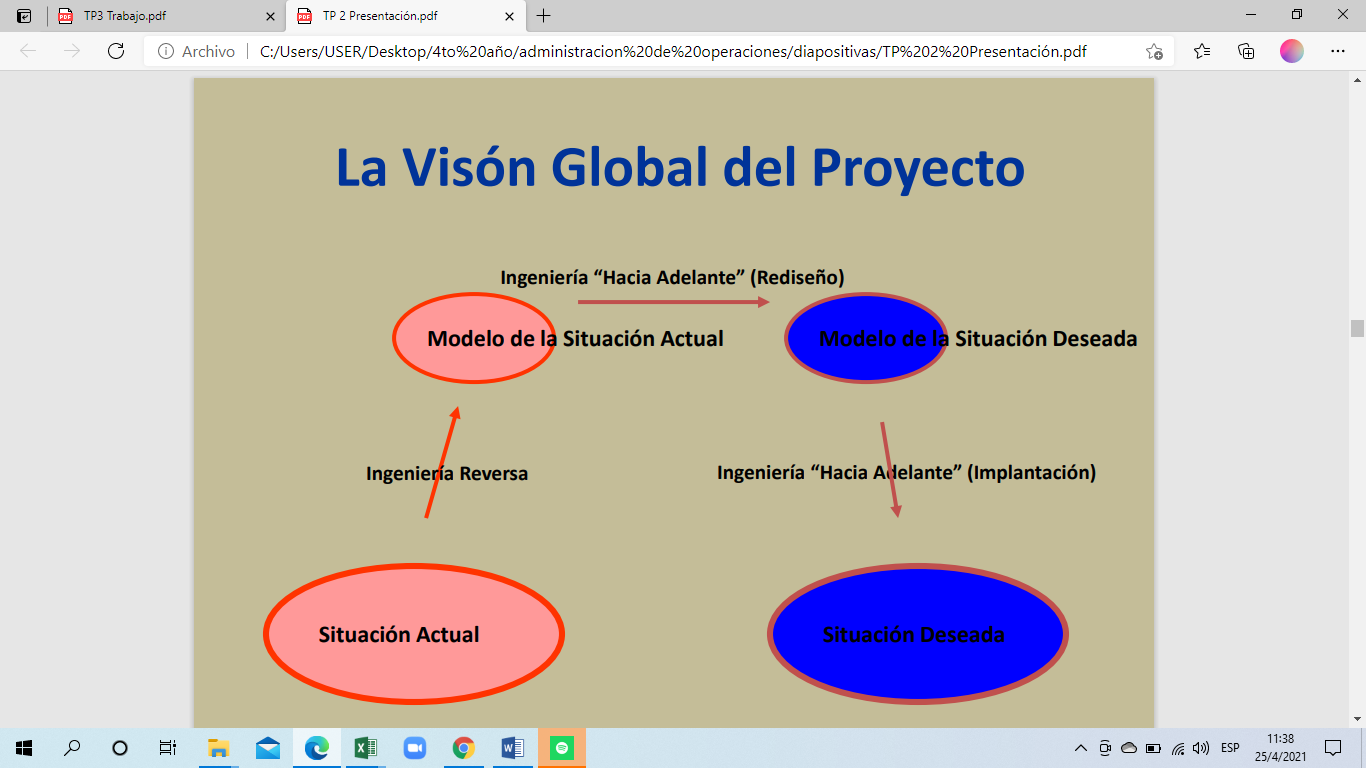 TP3 Trabajo.pdf
TP 2 Presentación.pdf
Archivo
C:/Users/USER/Desktop/4to%20año/administracion%20de%20operaciones/diapositivas/TP%202%20Presentación.pdf
La Visón Global del Proyecto
Ingeniería “Hacia Adelante” (Rediseño)
Modelo de la Situación Actual
Modelo de la Situación Deseada
Ingeniería Reversa
Ingeniería “Hacia Adelante” (Implantación)
Situación Actual
Situación Deseada
ESP
11:38
25/4/2021